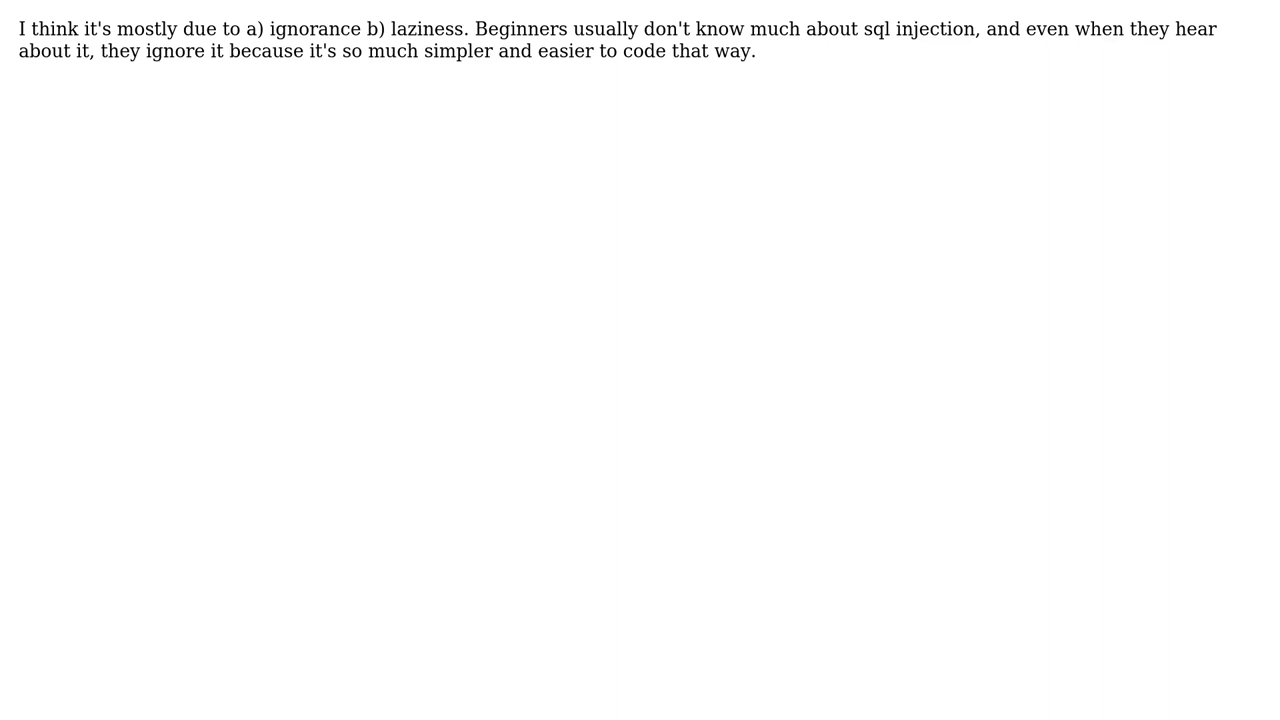 I think it's mostly due to a) ignorance b) laziness. Beginners usually don't know much about sql injection, and even when they hear
about it, they ignore it because it's so much simpler and easier to code that way.